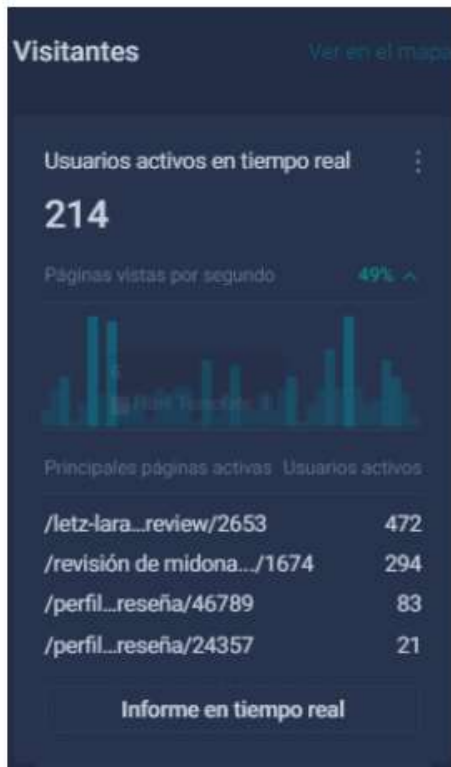 Visitantes Ver en el mapa
Usuarios activos en tiempo real
214
Páginas vistas por segundo 49%
Principales páginas activas Usuarios activos
/letz-lara...review/2653 472
/revisión de midona.../1674 294
/perfil...reseña/46789 83
/perfil...reseña/24357 21
Informe en tiempo real